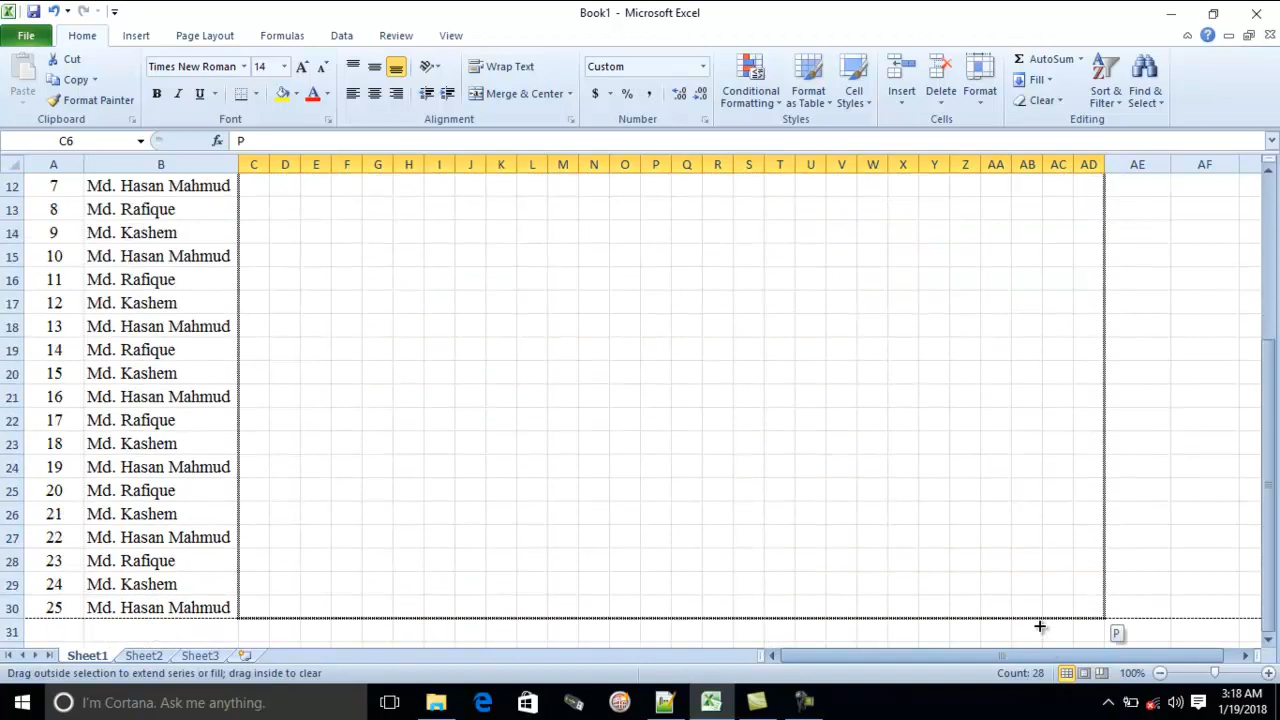 Book1 - Microsoft Excel
File Home Insert Page Layout Formulas Data Review View
Cut Times New Roman 14 A A Wrap Text Custom AutoSum
Paste Copy Fill
Format Painter B I U A Merge & Center $ % , Conditional Formatting Format as Table Cell Styles Insert Delete Format Clear Sort & Filter Find & Select
Clipboard Font Alignment Number Styles Cells Editing
C6 fx P
A B C D E F G H I J K L M N O P Q R S T U V W X Y Z AA AB AC AD AE AF
12 7 Md. Hasan Mahmud
13 8 Md. Rafique
14 9 Md. Kashem
15 10 Md. Hasan Mahmud
16 11 Md. Rafique
17 12 Md. Kashem
18 13 Md. Hasan Mahmud
19 14 Md. Rafique
20 15 Md. Kashem
21 16 Md. Hasan Mahmud
22 17 Md. Rafique
23 18 Md. Kashem
24 19 Md. Hasan Mahmud
25 20 Md. Rafique
26 21 Md. Kashem
27 22 Md. Hasan Mahmud
28 23 Md. Rafique
29 24 Md. Kashem
30 25 Md. Hasan Mahmud
31 P
Sheet1 Sheet2 Sheet3
Drag outside selection to extend series or fill; drag inside to clear Count: 28 100%
I'm Cortana. Ask me anything. 3:18 AM
1/19/2018